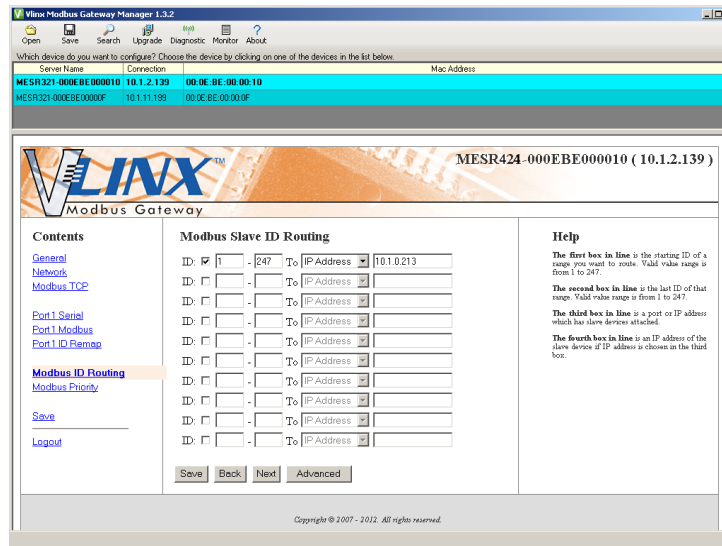 Vlinx Modbus Gateway Manager 1.3.2
Open Save Search Upgrade Diagnostic Monitor About
Which device do you want to configure? Choose the device by clicking on one of the devices in the list below.
Server Name Connection Mac Address
MESR321-000EBE000010 10.1.2.139 00:0E:BE:00:00:10
MESR321-000EBE00000F 10.1.11.199 00:0E:BE:00:00:0F
VLINX TM
Modbus Gateway
MESR424-000EBE000010 ( 10.1.2.139 )
Contents
General
Network
Modbus TCP
Port1 Serial
Port1 Modbus
Port1 ID Remap
Modbus ID Routing
Modbus Priority
Save
Logout
Modbus Slave ID Routing
ID: 1 - 247 To IP Address 10.1.0.213
ID: - To IP Address
ID: - To IP Address
ID: - To IP Address
ID: - To IP Address
ID: - To IP Address
ID: - To IP Address
ID: - To IP Address
ID: - To IP Address
ID: - To IP Address
Save Back Next Advanced
Help
The first box in line is the starting ID of a
range you want to route. Valid value range is
from 1 to 247.
The second box in line is the last ID of that
range. Valid value range is from 1 to 247.
The third box in line is a port or IP address
which has slave devices attached.
The fourth box in line is an IP address of the
slave device if IP address is chosen in the third
box.
Copyright © 2007 - 2012. All rights reserved.